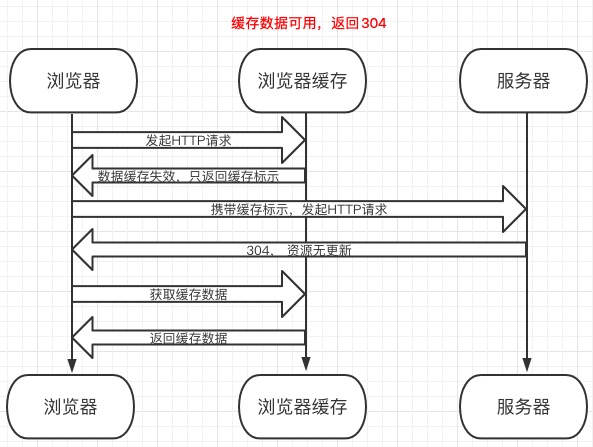 缓存数据可用，返回 304
浏览器 浏览器缓存 服务器
发起HTTP请求
数据缓存失效，只返回缓存标示
携带缓存标示，发起HTTP请求
304， 资源无更新
获取缓存数据
返回缓存数据
浏览器 浏览器缓存 服务器